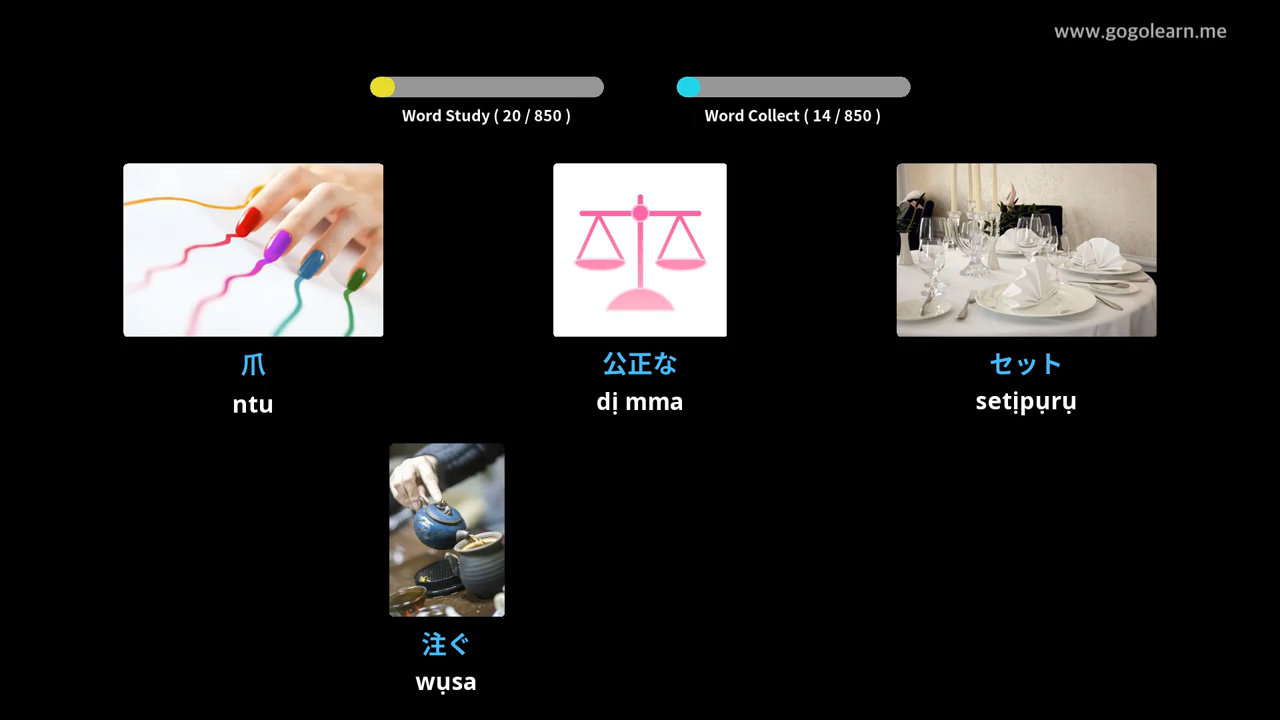 www.gogolearn.me
Word Study ( 20 / 850 )
Word Collect ( 14 / 850 )
爪
ntu
公正な
dị mma
セット
setịpụrụ
注ぐ
wụsa